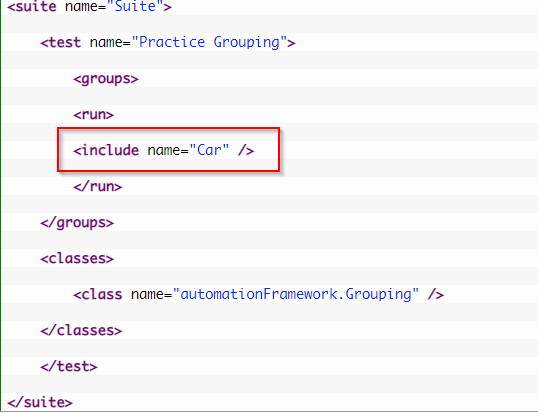 <suite name="Suite">
<test name="Practice Grouping">
<groups>
<run>
<include name="Car" />
</run>
</groups>
<classes>
<class name="automationFramework.Grouping" />
</classes>
</test>
</suite>